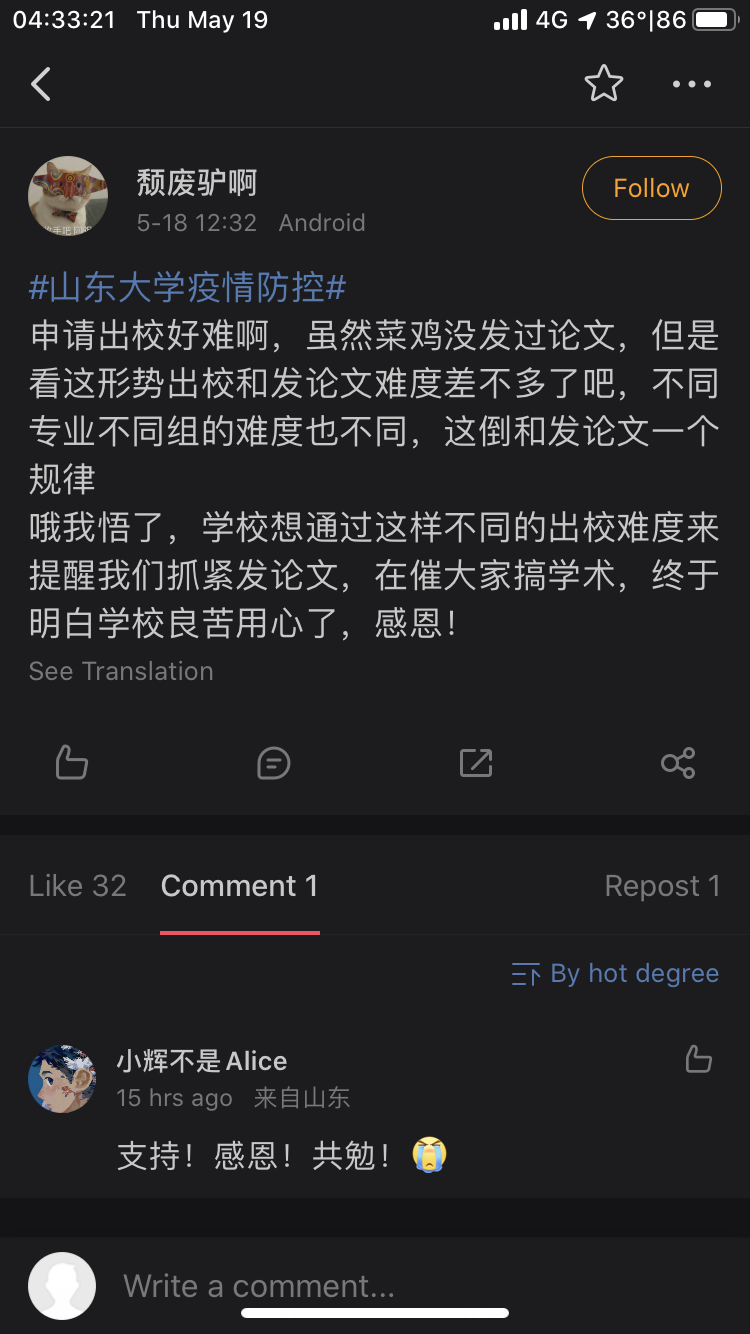 04:33:21 Thu May 19 4G 36°|86
颓废驴啊
Follow
5-18 12:32 Android
#山东大学疫情防控#
申请出校好难啊，虽然菜鸡没发过论文，但是
看这形势出校和发论文难度差不多了吧，不同
专业不同组的难度也不同，这倒和发论文一个
规律
哦我悟了，学校想通过这样不同的出校难度来
提醒我们抓紧发论文，在催大家搞学术，终于
明白学校良苦用心了，感恩！
See Translation
Like 32 Comment 1 Repost 1
By hot degree
小辉不是Alice
15 hrs ago 来自山东
支持！感恩！共勉！😭
Write a comment...